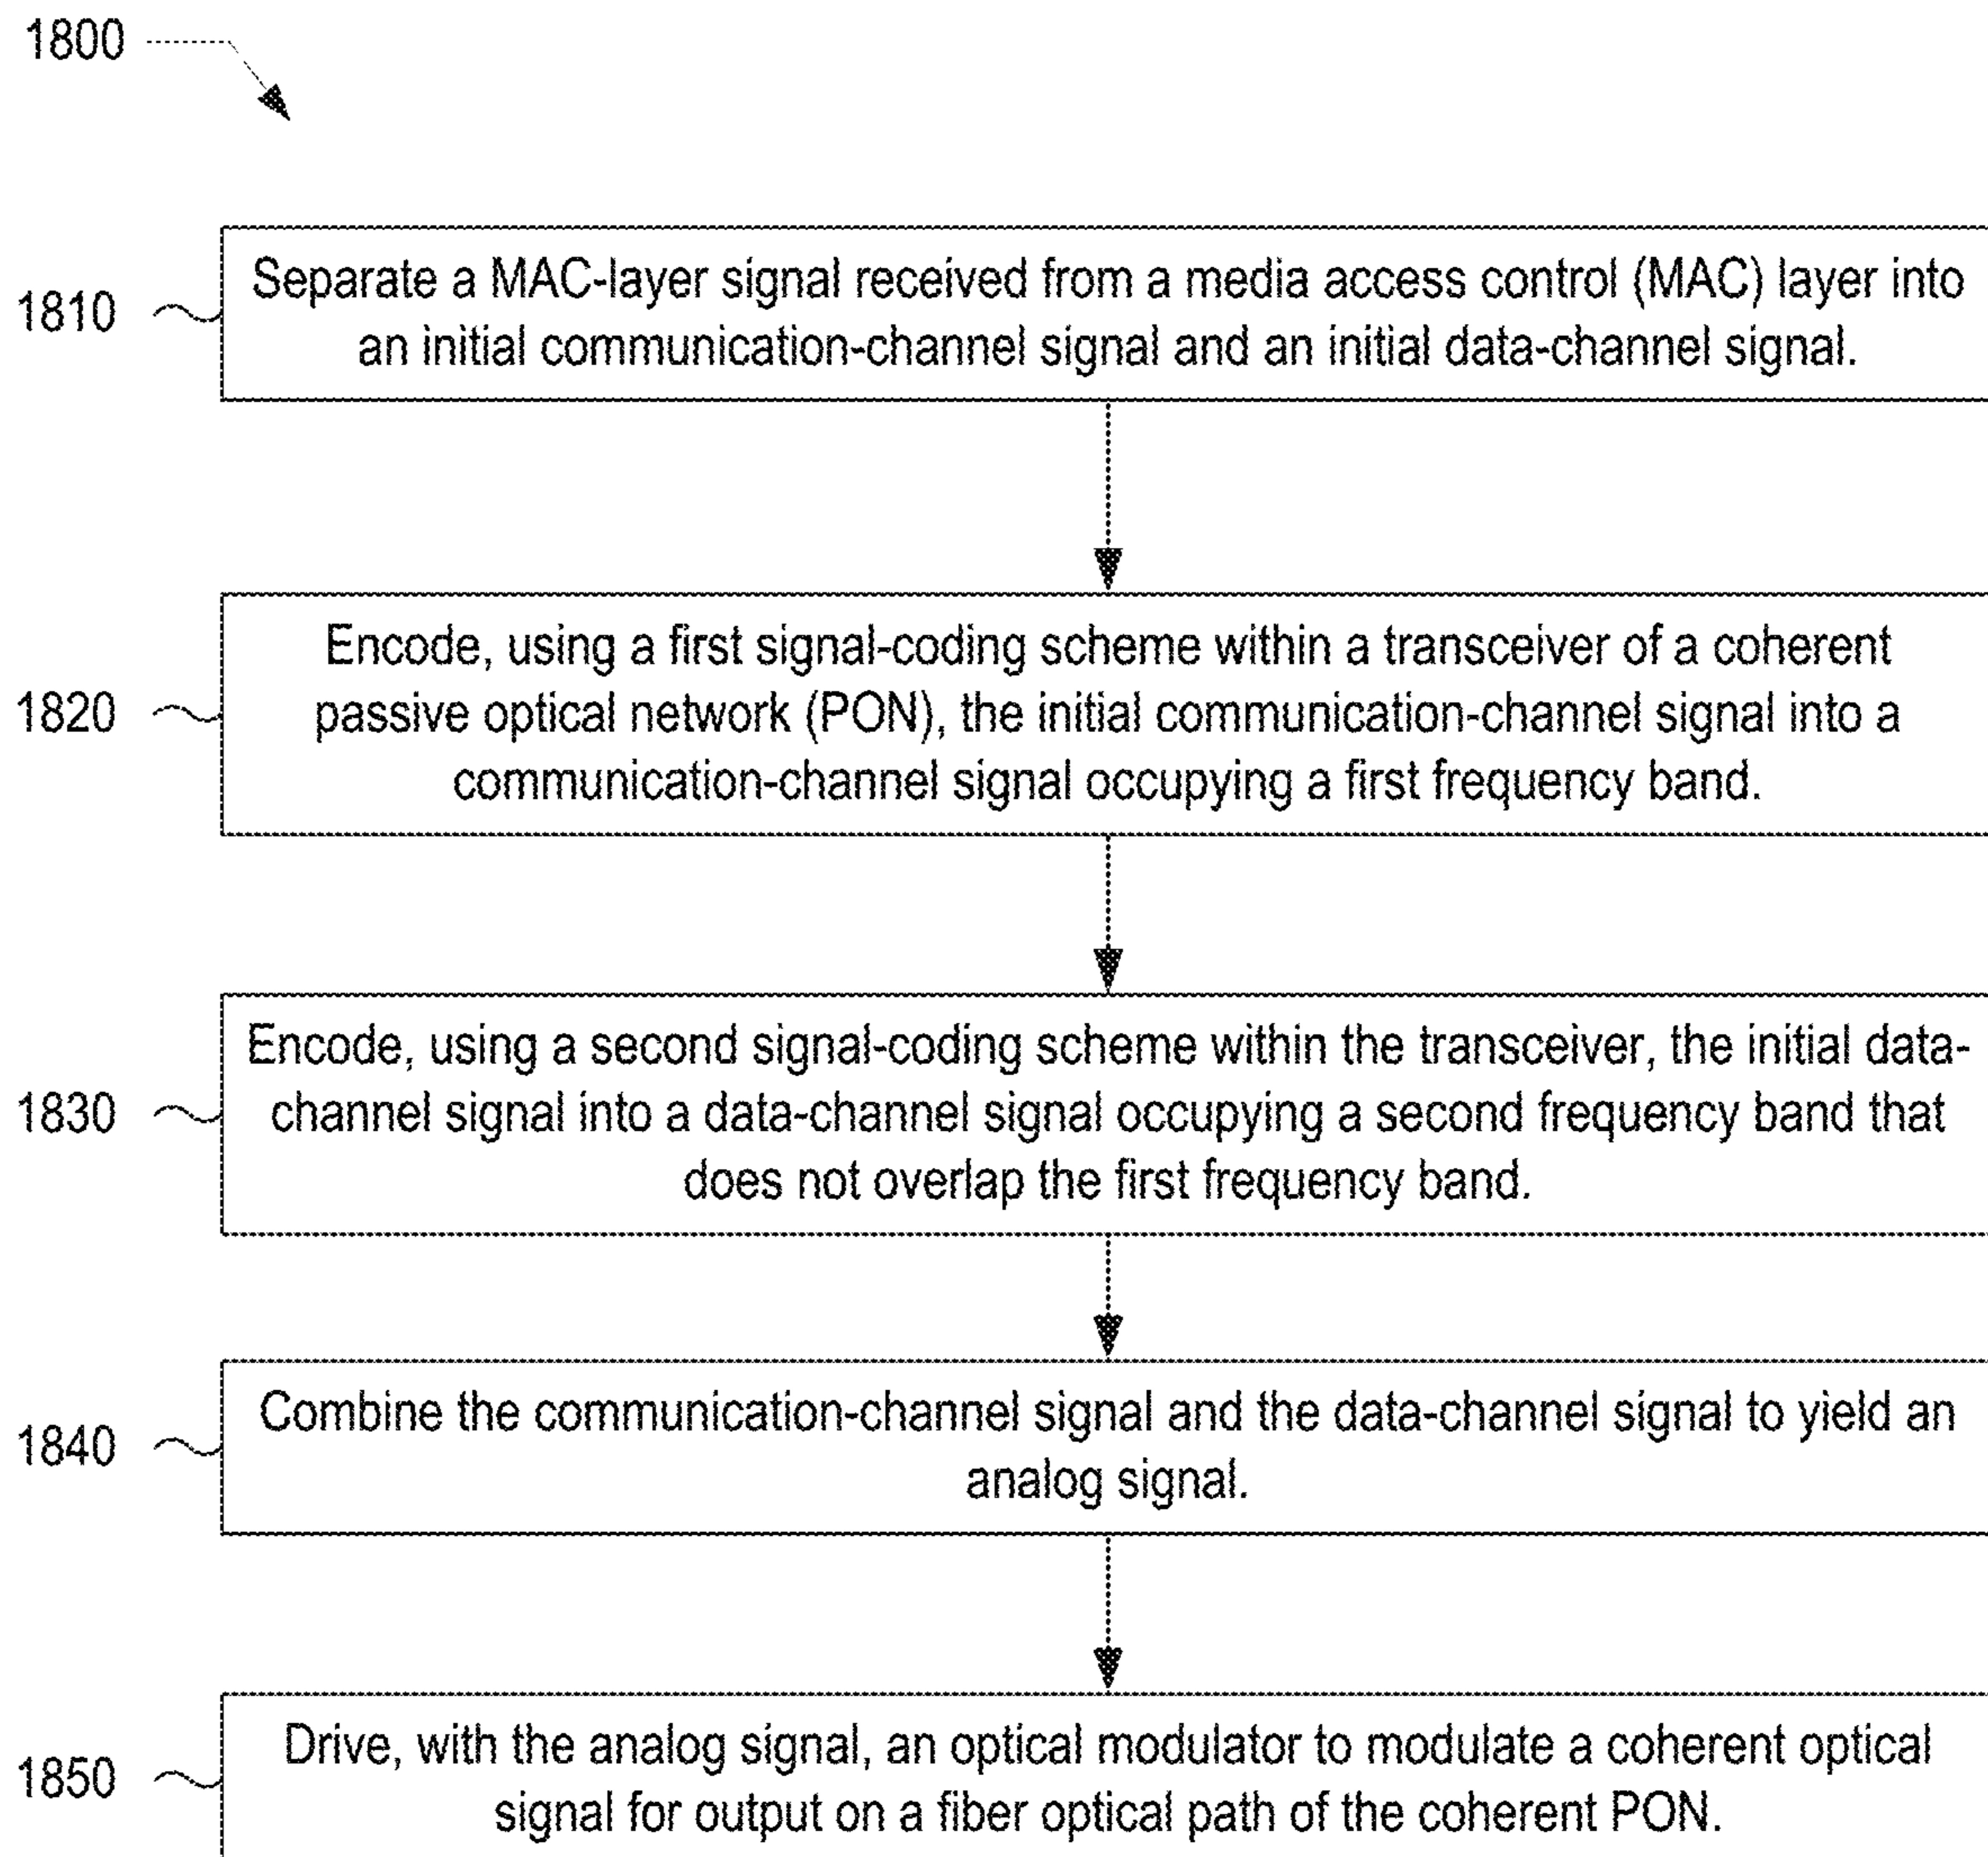 1800
1810
Separate a MAC-layer signal received from a media access control (MAC) layer into
an initial communication-channel signal and an initial data-channel signal.
1820
Encode, using a first signal-coding scheme within a transceiver of a coherent
passive optical network (PON), the initial communication-channel signal into a
communication-channel signal occupying a first frequency band.
1830
Encode, using a second signal-coding scheme within the transceiver, the initial data-
channel signal into a data-channel signal occupying a second frequency band that
does not overlap the first frequency band.
1840
Combine the communication-channel signal and the data-channel signal to yield an
analog signal.
1850
Drive, with the analog signal, an optical modulator to modulate a coherent optical
signal for output on a fiber optical path of the coherent PON.